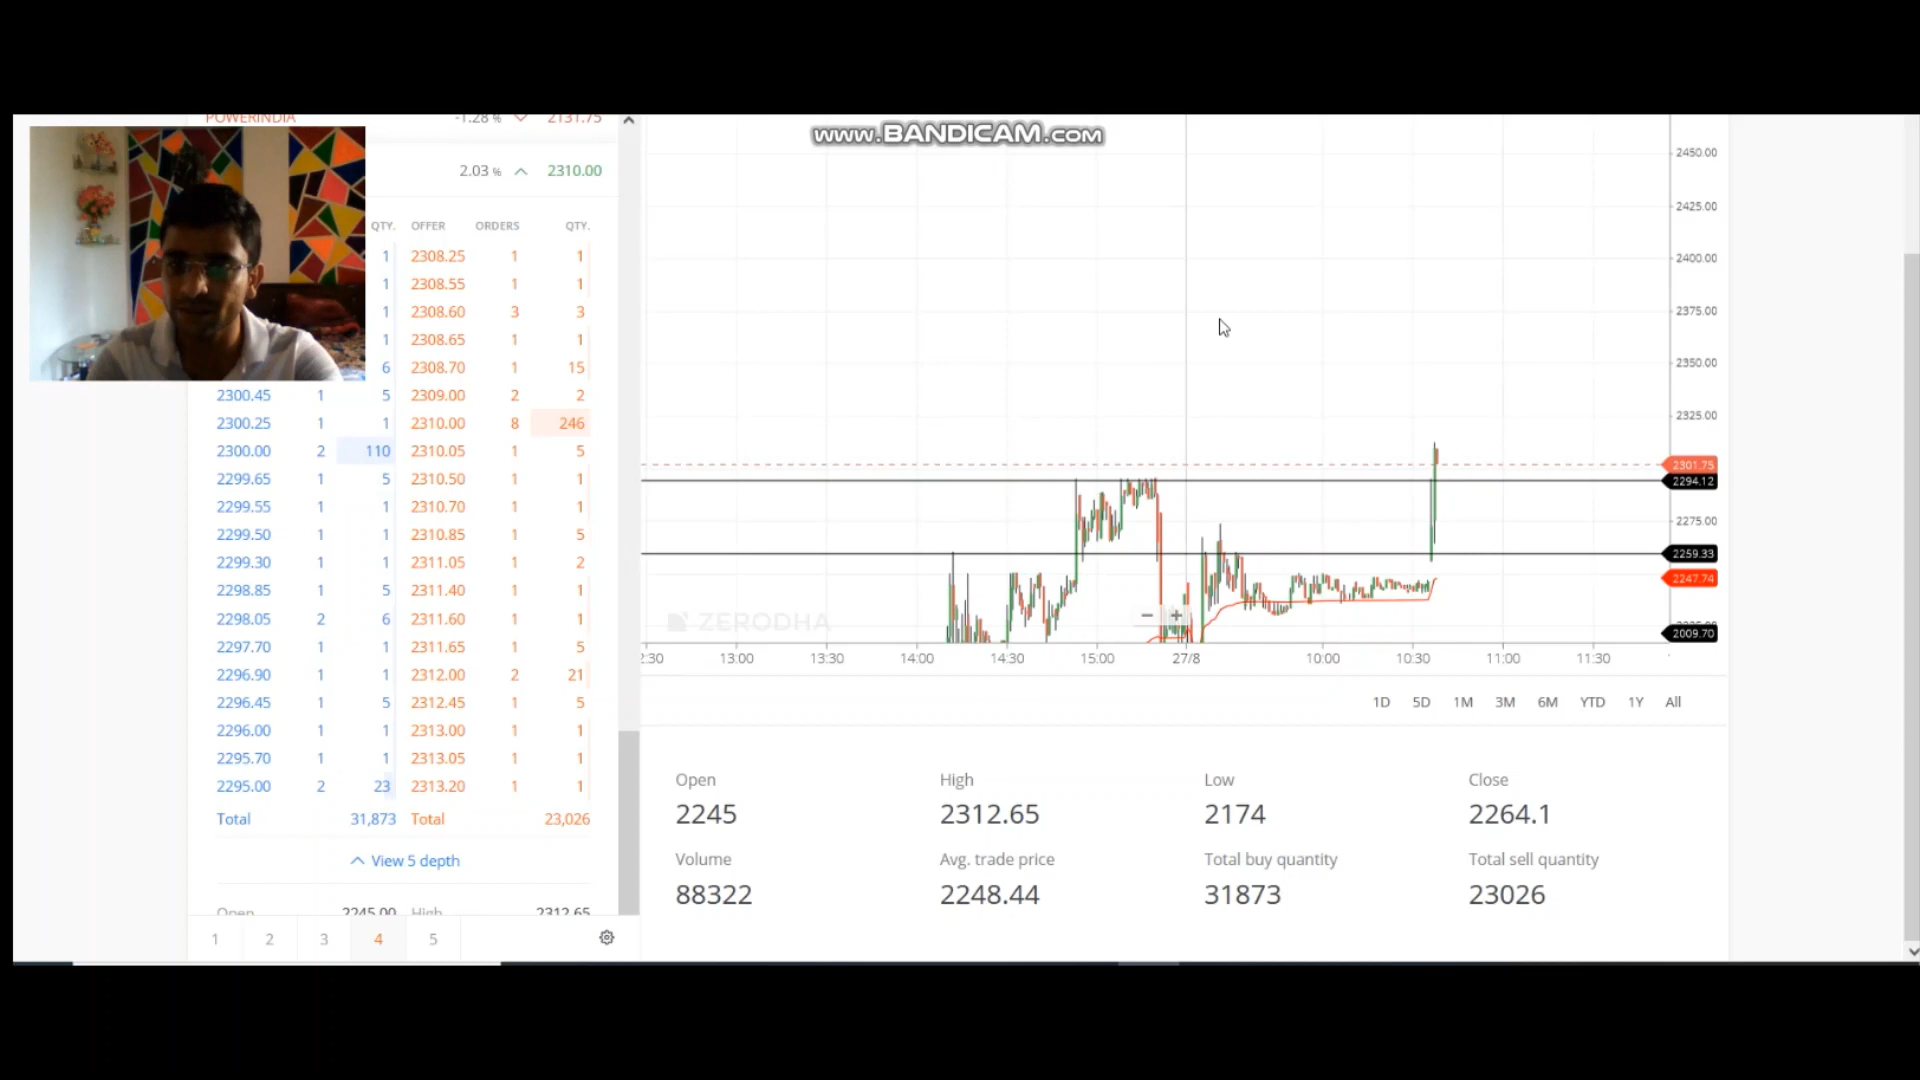 www.BANDICAM.com
POWERINDIA -1.28 % 2131.75
2.03 % 2310.00
QTY. OFFER ORDERS QTY.
1 2308.25 1 1
1 2308.55 1 1
1 2308.60 3 3
1 2308.65 1 1
6 2308.70 1 15
2300.45 1 5 2309.00 2 2
2300.25 1 1 2310.00 8 246
2300.00 2 110 2310.05 1 5
2299.65 1 5 2310.50 1 1
2299.55 1 1 2310.70 1 1
2299.50 1 1 2310.85 1 5
2299.30 1 1 2311.05 1 2
2298.85 1 5 2311.40 1 1
2298.05 2 6 2311.60 1 1
2297.70 1 1 2311.65 1 5
2296.90 1 1 2312.00 2 21
2296.45 1 5 2312.45 1 5
2296.00 1 1 2313.00 1 1
2295.70 1 1 2313.05 1 1
2295.00 2 23 2313.20 1 1
Total 31,873 Total 23,026
View 5 depth
Open 2245.00 High 2312.65
1 2 3 4 5
2450.00
2425.00
2400.00
2375.00
2350.00
2325.00
2301.75
2294.12
2275.00
2259.33
2247.74
2009.70
ZERODHA
− +
2:30 13:00 13:30 14:00 14:30 15:00 27/8 10:00 10:30 11:00 11:30
1D 5D 1M 3M 6M YTD 1Y All
Open High Low Close
2245 2312.65 2174 2264.1
Volume Avg. trade price Total buy quantity Total sell quantity
88322 2248.44 31873 23026